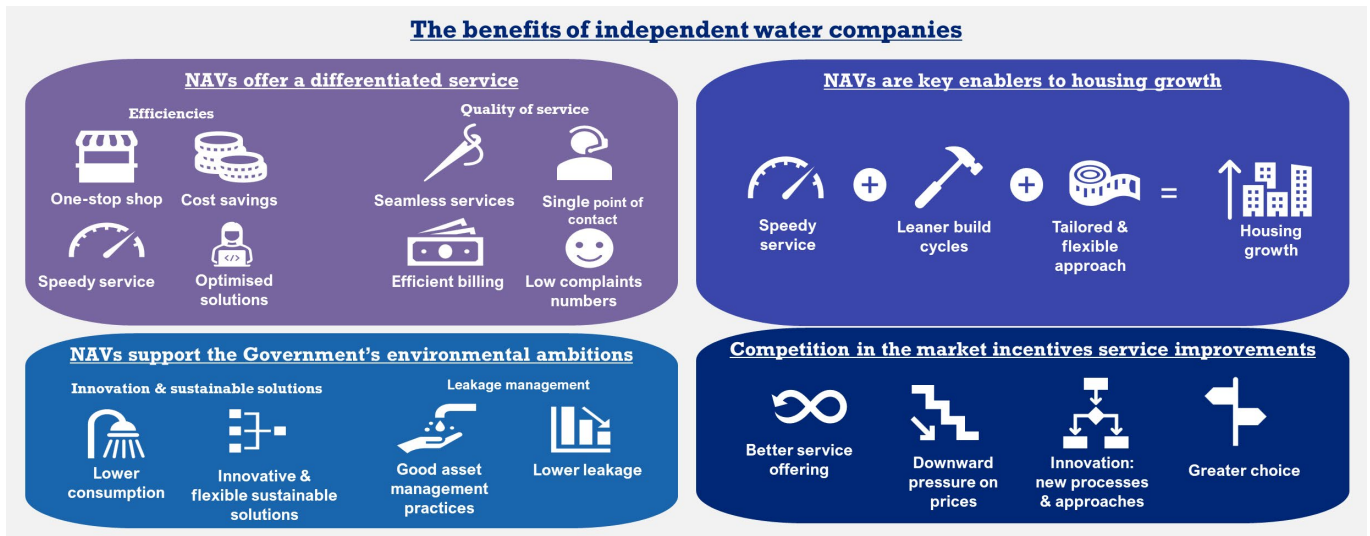 The benefits of independent water companies
NAVs offer a differentiated service
Efficiencies
One-stop shop
Cost savings
Speedy service
</>
Optimised
solutions
Quality of service
Seamless services
Single point of
contact
Efficient billing
Low complaints
numbers
NAVs are key enablers to housing growth
Speedy
service
+
Leaner build
cycles
+
Tailored &
flexible
approach
=
Housing
growth
NAVs support the Government's environmental ambitions
Innovation & sustainable solutions
Lower
consumption
Innovative &
flexible sustainable
solutions
Leakage management
Good asset
management
practices
Lower leakage
Competition in the market incentives service improvements
Better service
offering
Downward
pressure on
prices
Innovation:
new processes
& approaches
Greater choice